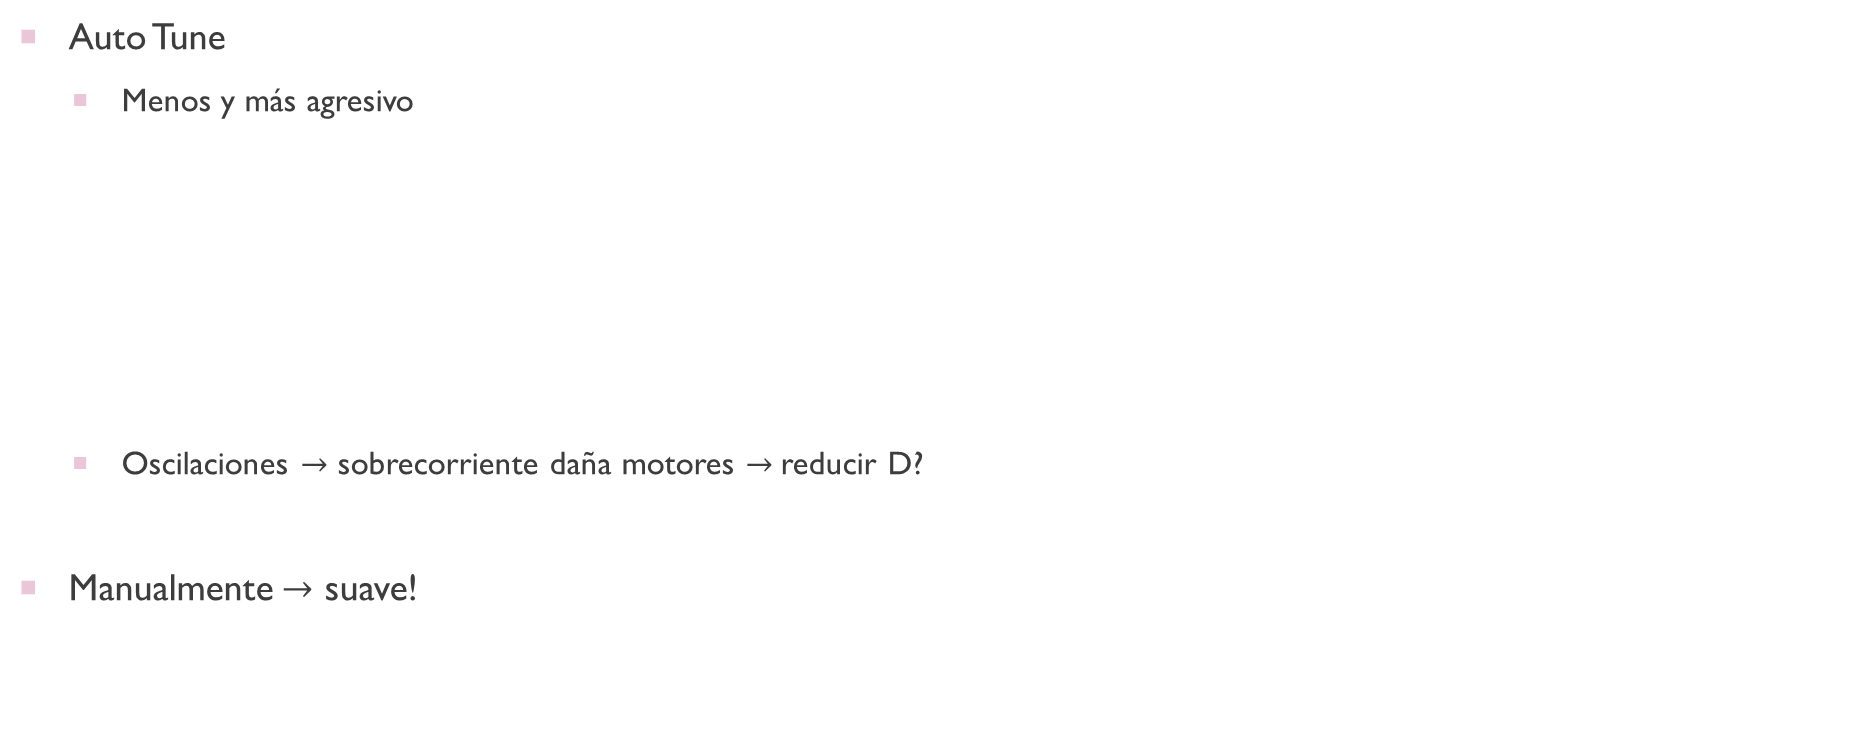 Auto Tune
Menos y más agresivo
Oscilaciones → sobrecorriente daña motores → reducir D?
Manualmente → suave!